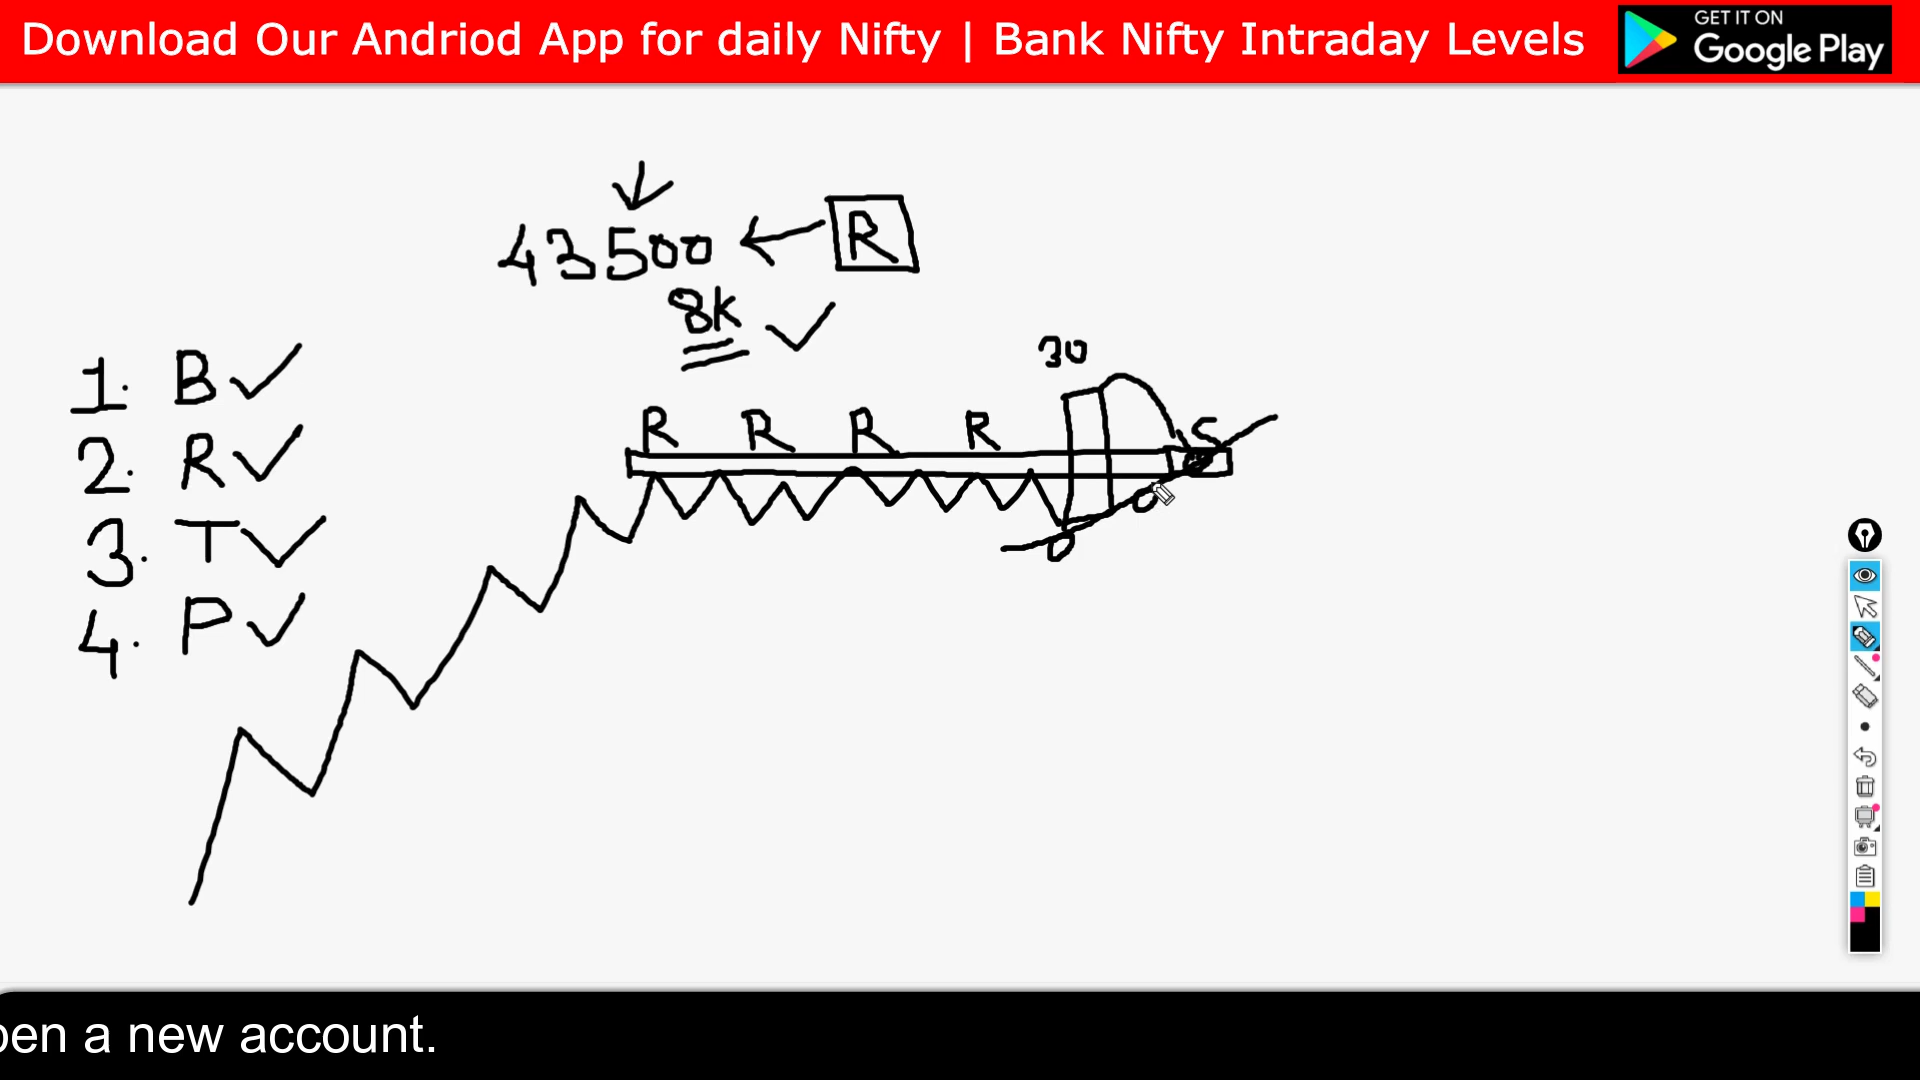 Download Our Andriod App for daily Nifty | Bank Nifty Intraday Levels
GET IT ON
Google Play
43500 R
8K
30
1. B
2. R
3. T
4. P
R R R R S
pen a new account.